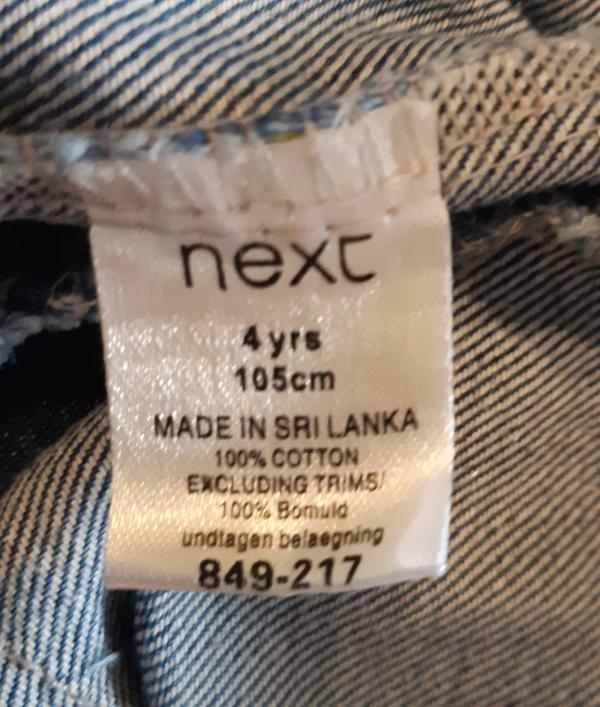 next
4 yrs
105cm
MADE IN SRI LANKA
100% COTTON
EXCLUDING TRIMS/
100% Bomuld
undtagen belaegning
849-217